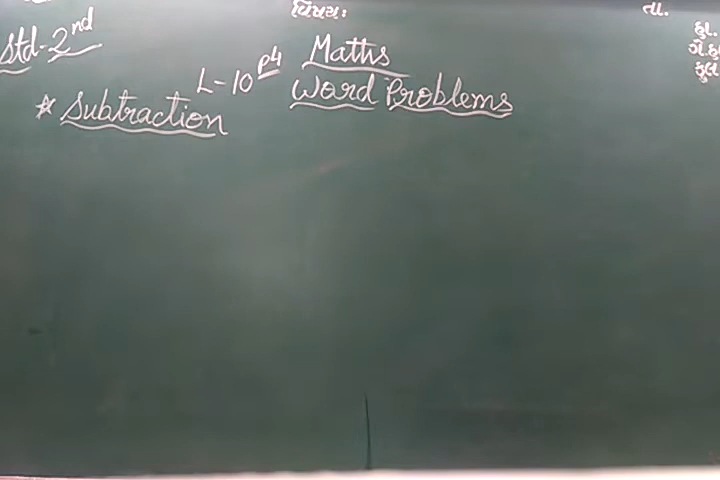 વિષય: તા.
Std-2nd Maths
L-10 P4 Word Problems
* Subtraction